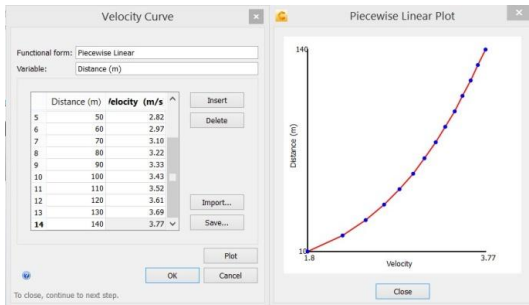 Velocity Curve
Functional form: Piecewise Linear
Variable: Distance (m)
Distance (m) /elocity (m/s
5 50 2.82
6 60 2.97
7 70 3.10
8 80 3.22
9 90 3.33
10 100 3.43
11 110 3.52
12 120 3.61
13 130 3.69
14 140 3.77
Insert
Delete
Import...
Save...
Plot
OK
Cancel
To close, continue to next step.
Piecewise Linear Plot
140
Distance (m)
10
1.8
Velocity
3.77
Close